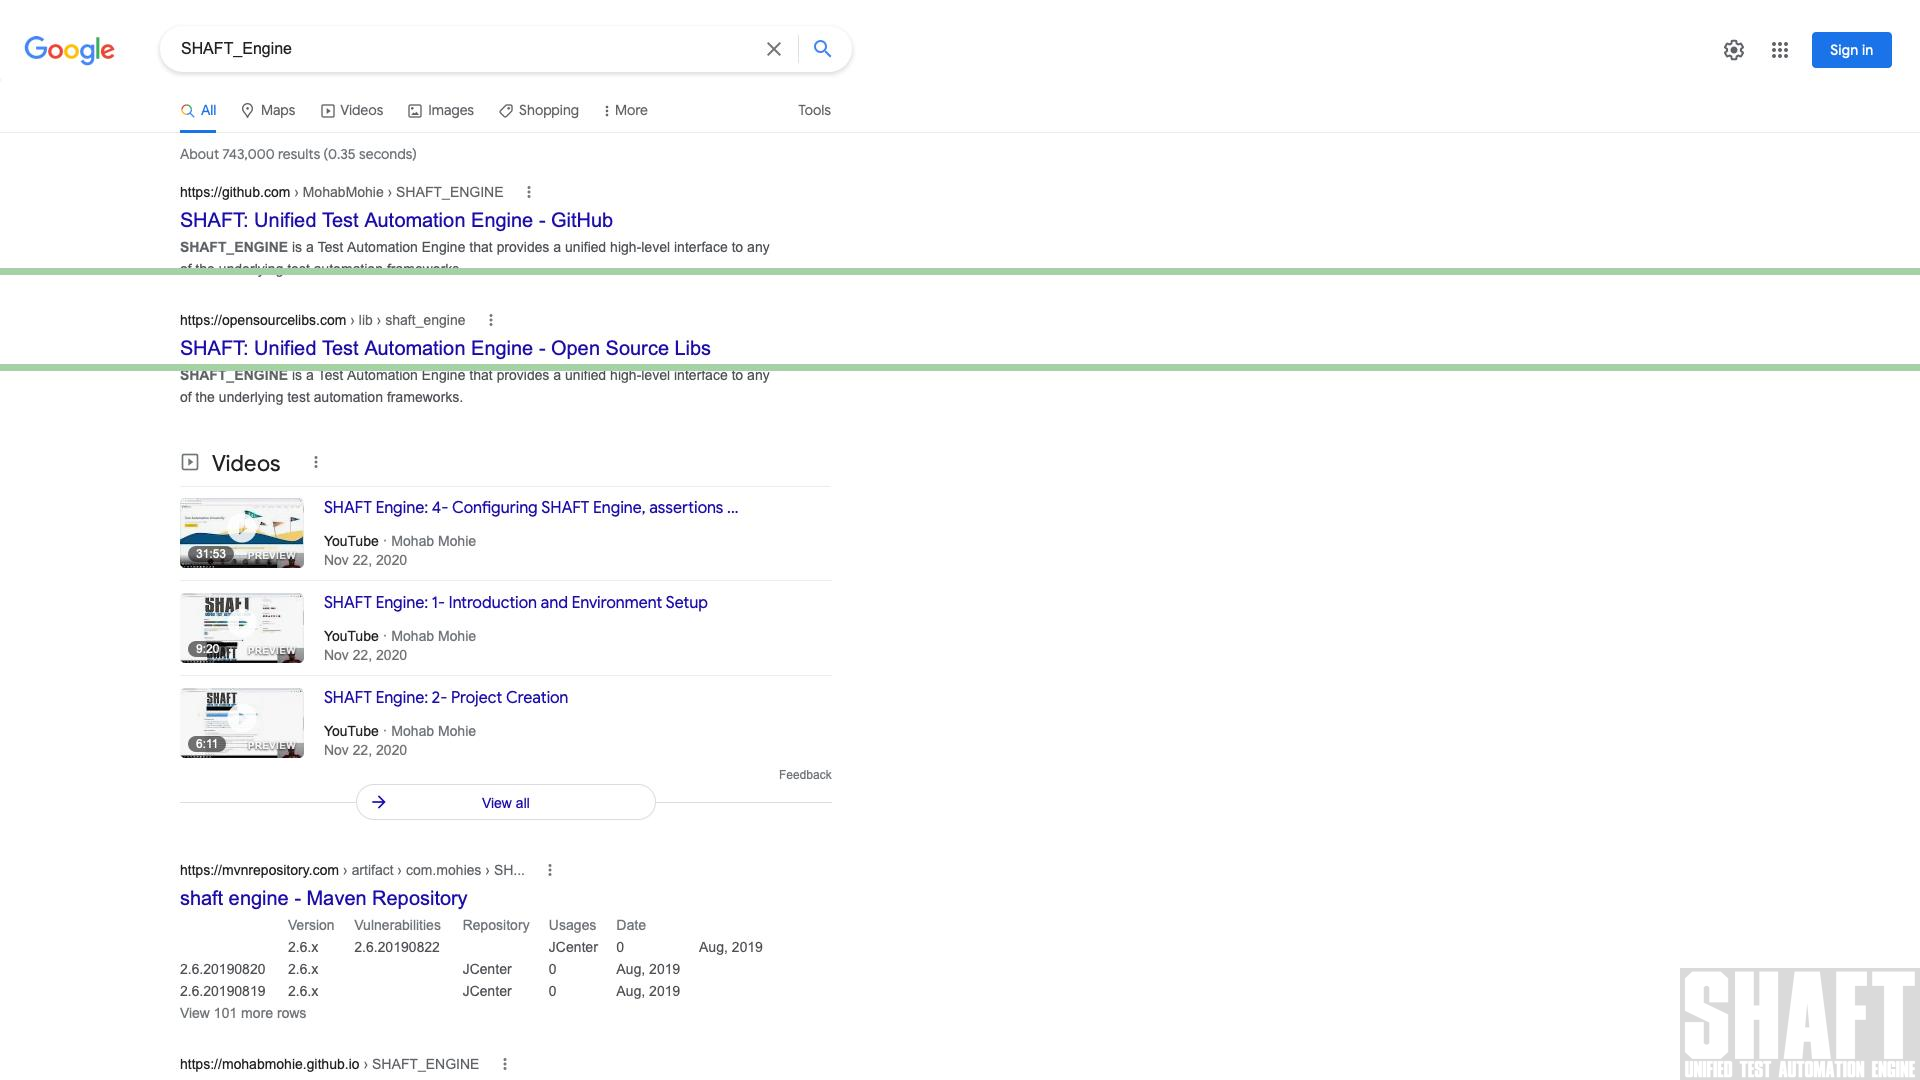 Google
SHAFT_Engine
Sign in
All Maps Videos Images Shopping More Tools
About 743,000 results (0.35 seconds)
https://github.com › MohabMohie › SHAFT_ENGINE
SHAFT: Unified Test Automation Engine - GitHub
SHAFT_ENGINE is a Test Automation Engine that provides a unified high-level interface to any
of the underlying test automation frameworks.
https://opensourcelibs.com › lib › shaft_engine
SHAFT: Unified Test Automation Engine - Open Source Libs
SHAFT_ENGINE is a Test Automation Engine that provides a unified high-level interface to any
of the underlying test automation frameworks.
Videos
SHAFT Engine: 4- Configuring SHAFT Engine, assertions ...
YouTube · Mohab Mohie
Nov 22, 2020
31:53 PREVIEW
SHAFT Engine: 1- Introduction and Environment Setup
YouTube · Mohab Mohie
Nov 22, 2020
SHAFT
9:20 PREVIEW
SHAFT Engine: 2- Project Creation
YouTube · Mohab Mohie
Nov 22, 2020
SHAFT
6:11 PREVIEW
Feedback
View all
https://mvnrepository.com › artifact › com.mohies › SH...
shaft engine - Maven Repository
Version Vulnerabilities Repository Usages Date
2.6.x 2.6.20190822 JCenter 0 Aug, 2019
2.6.20190820 2.6.x JCenter 0 Aug, 2019
2.6.20190819 2.6.x JCenter 0 Aug, 2019
View 101 more rows
https://mohabmohie.github.io › SHAFT_ENGINE
SHAFT
UNIFIED TEST AUTOMATION ENGINE